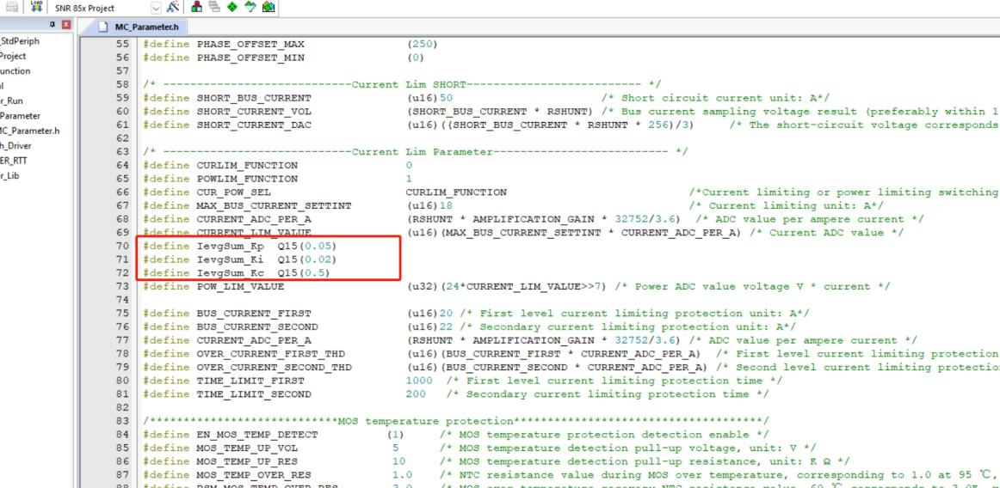 LOAD SNR 85x Project
MC_Parameter.h
_StdPeriph
Project
unction
r_Run
Parameter
MC_Parameter.h
h_Driver
ER_RTT
r_Lib
55 #define PHASE_OFFSET_MAX (250)
56 #define PHASE_OFFSET_MIN (0)
57
58 /* ----------------------------Current Lim SHORT-------------------------- */
59 #define SHORT_BUS_CURRENT (u16)50 /* Short circuit current unit: A*/
60 #define SHORT_CURRENT_VOL (SHORT_BUS_CURRENT * RSHUNT) /* Bus current sampling voltage result (preferably within 1
61 #define SHORT_CURRENT_DAC (u16)((SHORT_BUS_CURRENT * RSHUNT * 256)/3) /* The short-circuit voltage corresponds
62
63 /* ----------------------------Current Lim Parameter-------------------------- */
64 #define CURLIM_FUNCTION 0
65 #define POWLIM_FUNCTION 1
66 #define CUR_POW_SEL CURLIM_FUNCTION /*Current limiting or power limiting switching
67 #define MAX_BUS_CURRENT_SETTINT (u16)18 /* Current limiting unit: A*/
68 #define CURRENT_ADC_PER_A (RSHUNT * AMPLIFICATION_GAIN * 32752/3.6) /* ADC value per ampere current */
69 #define CURRENT_LIM_VALUE (u16)(MAX_BUS_CURRENT_SETTINT * CURRENT_ADC_PER_A) /* Current ADC value */
70 #define IevgSum_Kp Q15(0.05)
71 #define IevgSum_Ki Q15(0.02)
72 #define IevgSum_Kc Q15(0.5)
73 #define POW_LIM_VALUE (u32)(24*CURRENT_LIM_VALUE>>7) /* Power ADC value voltage V * current */
74
75 #define BUS_CURRENT_FIRST (u16)20 /* First level current limiting protection unit: A*/
76 #define BUS_CURRENT_SECOND (u16)22 /* Secondary current limiting protection unit: A*/
77 #define CURRENT_ADC_PER_A (RSHUNT * AMPLIFICATION_GAIN * 32752/3.6) /* ADC value per ampere current */
78 #define OVER_CURRENT_FIRST_THD (u16)(BUS_CURRENT_FIRST * CURRENT_ADC_PER_A) /* First level current limiting protection
79 #define OVER_CURRENT_SECOND_THD (u16)(BUS_CURRENT_SECOND * CURRENT_ADC_PER_A) /* Second level current limiting protectio
80 #define TIME_LIMIT_FIRST 1000 /* First level current limiting protection time */
81 #define TIME_LIMIT_SECOND 200 /* Secondary current limiting protection time */
82
83 /****************************MOS temperature protection*************************************/
84 #define EN_MOS_TEMP_DETECT (1) /* MOS temperature protection detection enable */
85 #define MOS_TEMP_UP_VOL 5 /* MOS temperature detection pull-up voltage, unit: V */
86 #define MOS_TEMP_UP_RES 10 /* MOS temperature detection pull-up resistance, unit: K Ω */
87 #define MOS_TEMP_OVER_RES 1.0 /* NTC resistance value during MOS over temperature, corresponding to 1.0 at 95 ℃,